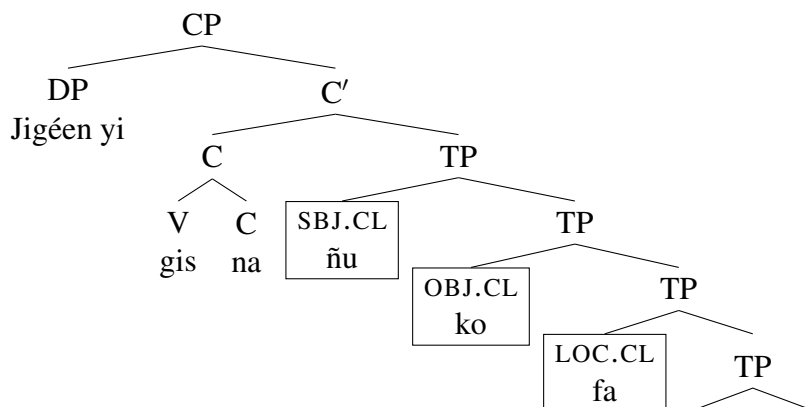 CP
DP C′
Jigéen yi
C TP
V C SBJ.CL TP
gis na ñu
OBJ.CL TP
ko
LOC.CL TP
fa